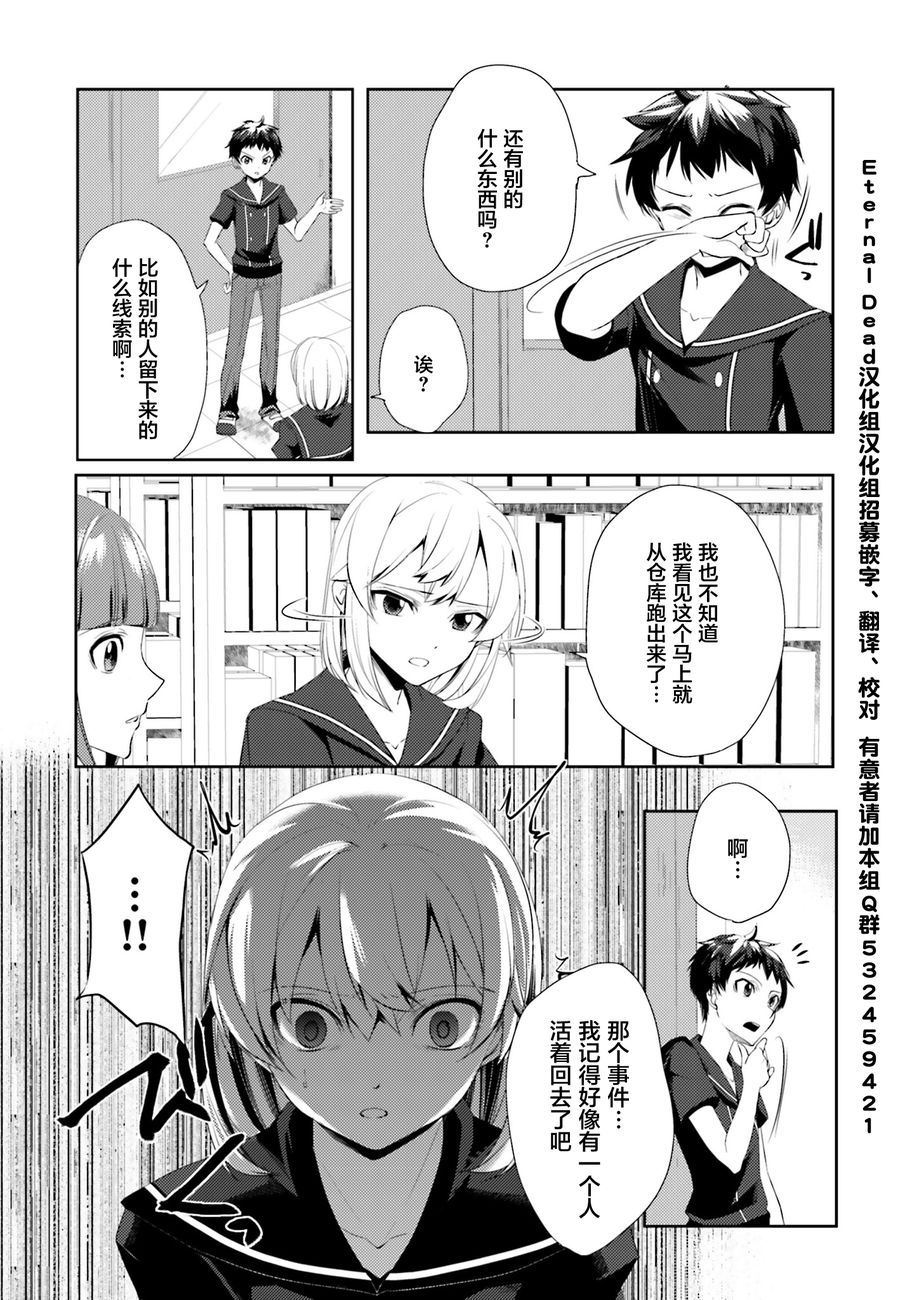 还有别的
什么东西吗？
诶？
比如别的人留下来的
什么线索啊…
我也不知道
我看见这个马上就
从仓库跑出来了…
啊…
那个事件…
我记得好像有一个人
活着回去了吧
…!!
Eternal Dead汉化组汉化组招募嵌字、翻译、校对 有意者请加本组Q群532459421